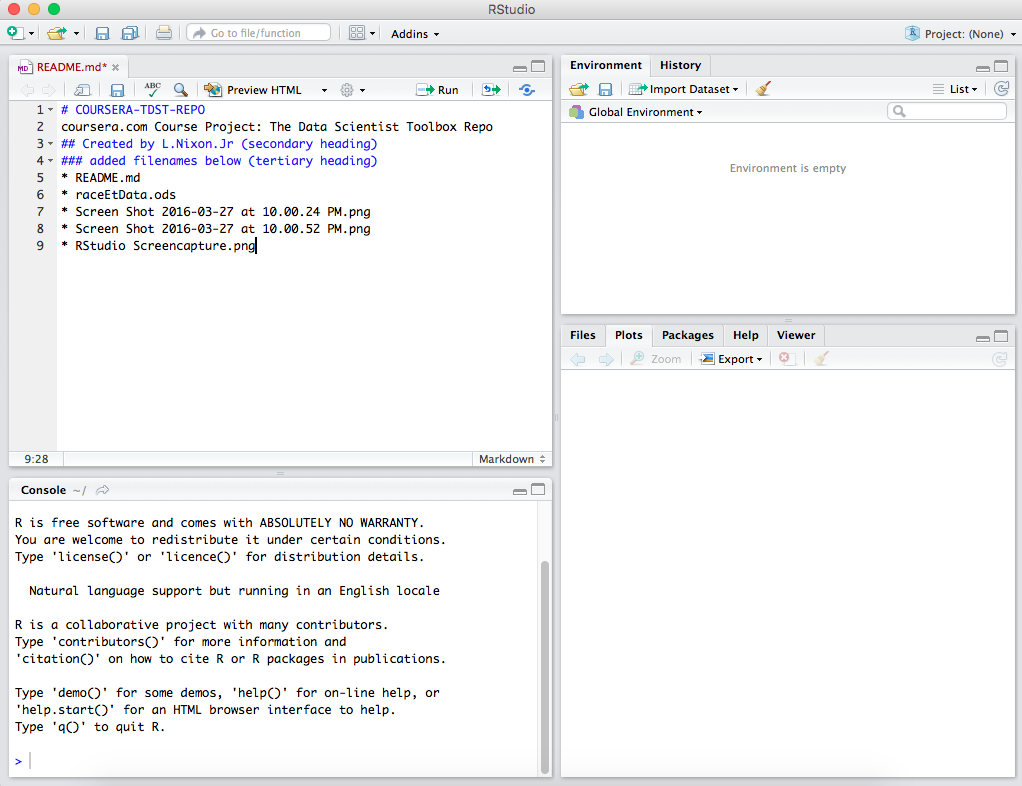 RStudio
Go to file/function
Addins
Project: (None)
README.md*
ABC
Preview HTML
Run
1 # COURSERA-TDST-REPO
2 coursera.com Course Project: The Data Scientist Toolbox Repo
3 ## Created by L.Nixon.Jr (secondary heading)
4 ### added filenames below (tertiary heading)
5 * README.md
6 * raceEtData.ods
7 * Screen Shot 2016-03-27 at 10.00.24 PM.png
8 * Screen Shot 2016-03-27 at 10.00.52 PM.png
9 * RStudio Screencapture.png
9:28 Markdown
Console ~/
R is free software and comes with ABSOLUTELY NO WARRANTY.
You are welcome to redistribute it under certain conditions.
Type 'license()' or 'licence()' for distribution details.
Natural language support but running in an English locale
R is a collaborative project with many contributors.
Type 'contributors()' for more information and
'citation()' on how to cite R or R packages in publications.
Type 'demo()' for some demos, 'help()' for on-line help, or
'help.start()' for an HTML browser interface to help.
Type 'q()' to quit R.
>
Environment History
Import Dataset List
Global Environment
Environment is empty
Files Plots Packages Help Viewer
Zoom Export